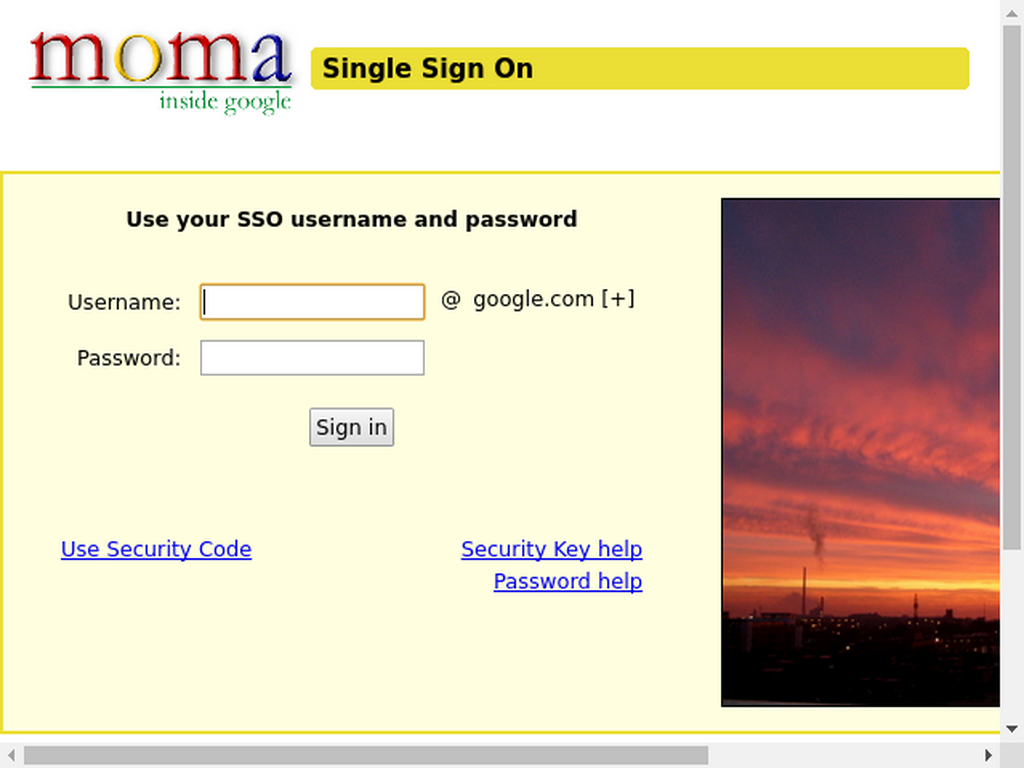 moma
inside google
Single Sign On
Use your SSO username and password
Username: @ google.com [+]
Password:
Sign in
Use Security Code
Security Key help
Password help